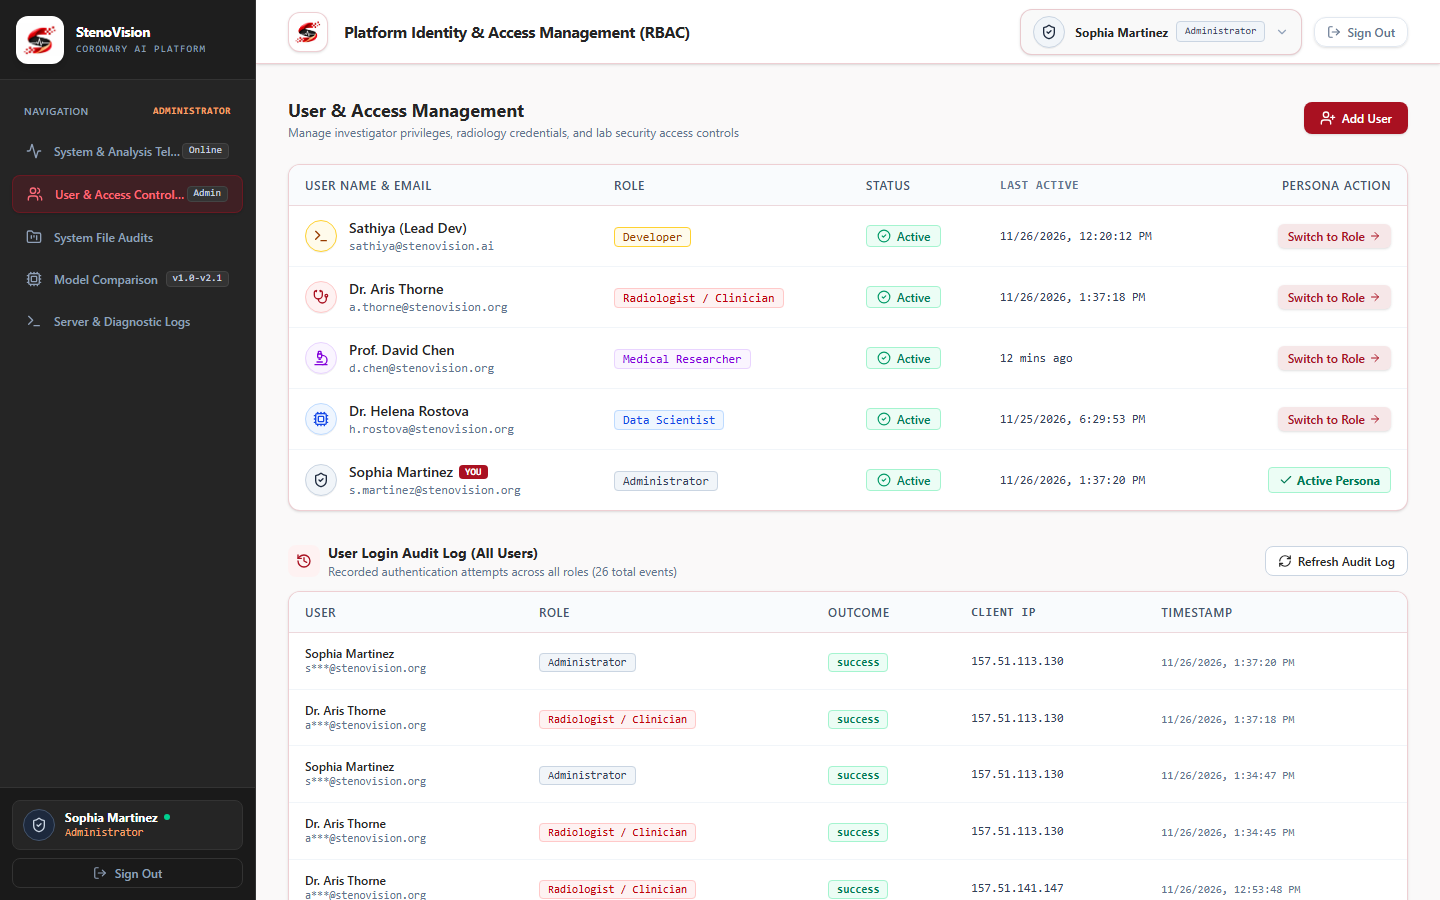 StenoVision
CORONARY AI PLATFORM
NAVIGATION
ADMINISTRATOR
System & Analysis Tel...
Online
User & Access Control...
Admin
System File Audits
Model Comparison
v1.0-v2.1
Server & Diagnostic Logs
Sophia Martinez
Administrator
Sign Out
Platform Identity & Access Management (RBAC)
Sophia Martinez
Administrator
Sign Out
User & Access Management
Manage investigator privileges, radiology credentials, and lab security access controls
Add User
USER NAME & EMAIL ROLE STATUS LAST ACTIVE PERSONA ACTION
Sathiya (Lead Dev)
sathiya@stenovision.ai
Developer
Active
11/26/2026, 12:20:12 PM
Switch to Role
Dr. Aris Thorne
a.thorne@stenovision.org
Radiologist / Clinician
Active
11/26/2026, 1:37:18 PM
Switch to Role
Prof. David Chen
d.chen@stenovision.org
Medical Researcher
Active
12 mins ago
Switch to Role
Dr. Helena Rostova
h.rostova@stenovision.org
Data Scientist
Active
11/25/2026, 6:29:53 PM
Switch to Role
Sophia Martinez YOU
s.martinez@stenovision.org
Administrator
Active
11/26/2026, 1:37:20 PM
Active Persona
User Login Audit Log (All Users)
Recorded authentication attempts across all roles (26 total events)
Refresh Audit Log
USER ROLE OUTCOME CLIENT IP TIMESTAMP
Sophia Martinez
s***@stenovision.org
Administrator
success
157.51.113.130
11/26/2026, 1:37:20 PM
Dr. Aris Thorne
a***@stenovision.org
Radiologist / Clinician
success
157.51.113.130
11/26/2026, 1:37:18 PM
Sophia Martinez
s***@stenovision.org
Administrator
success
157.51.113.130
11/26/2026, 1:34:47 PM
Dr. Aris Thorne
a***@stenovision.org
Radiologist / Clinician
success
157.51.113.130
11/26/2026, 1:34:45 PM
Dr. Aris Thorne
a***@stenovision.org
Radiologist / Clinician
success
157.51.141.147
11/26/2026, 12:53:48 PM